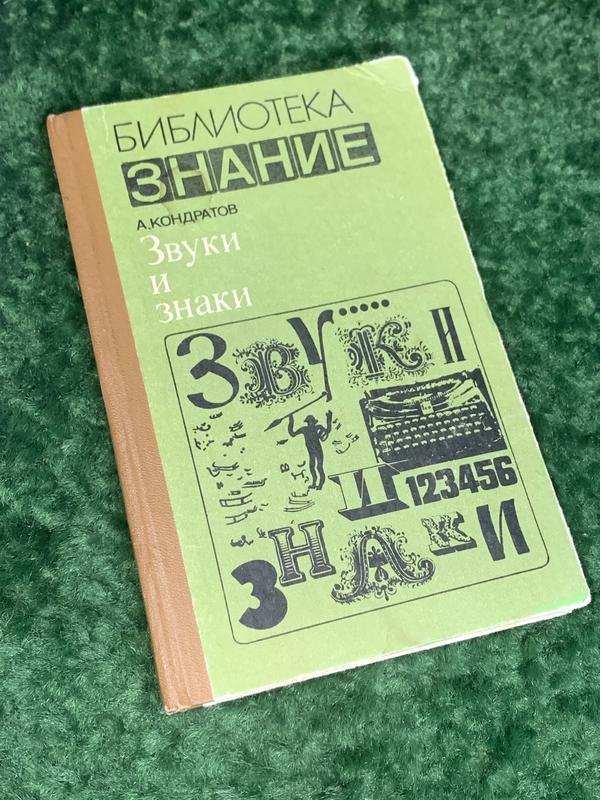 БИБЛИОТЕКА
ЗНАНИЕ
А.КОНДРАТОВ
Звуки
и
знаки
ЗВУКИ
И
123456
ЗНАКИ